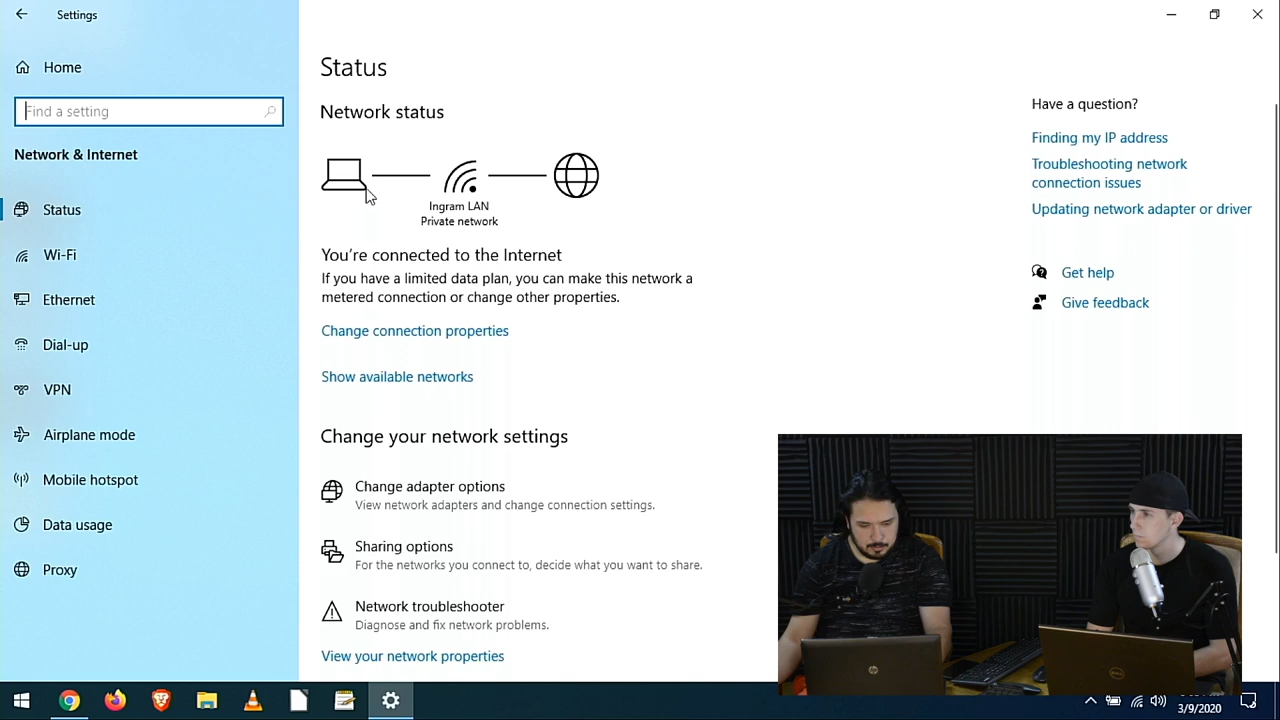 Settings
Home
Find a setting
Network & Internet
Status
Wi-Fi
Ethernet
Dial-up
VPN
Airplane mode
Mobile hotspot
Data usage
Proxy
Status
Network status
Ingram LAN
Private network
You're connected to the Internet
If you have a limited data plan, you can make this network a
metered connection or change other properties.
Change connection properties
Show available networks
Change your network settings
Change adapter options
View network adapters and change connection settings.
Sharing options
For the networks you connect to, decide what you want to share.
Network troubleshooter
Diagnose and fix network problems.
View your network properties
Have a question?
Finding my IP address
Troubleshooting network
connection issues
Updating network adapter or driver
Get help
Give feedback
3/9/2020